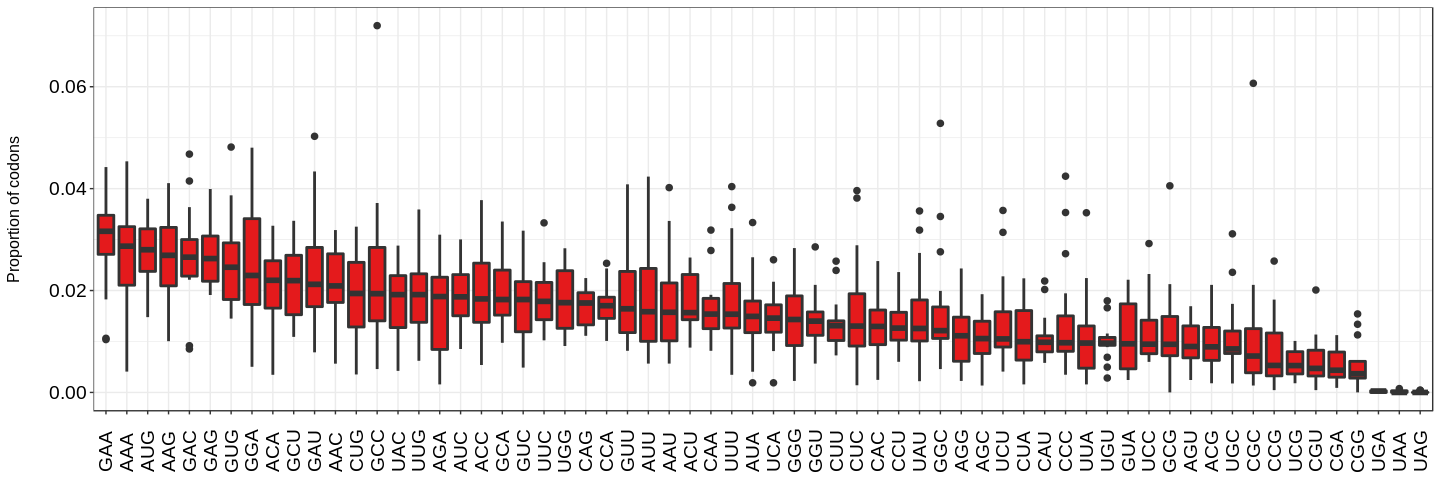 Proportion of codons
0.06
0.04
0.02
0.00
GAA AAA AUG AAG GAC GAG GUG GGA ACA GCU GAU AAC CUG GCC UAC UUG AGA AUC ACC GCA GUC UUC UGG CAG CCA GUU AUU AAU ACU CAA UUU AUA UCA GGG GGU CUU CUC CAC CCU UAU GGC AGG AGC UCU CUA CAU CCC UUA UGU GUA UCC GCG AGU ACG UGC CGC CCG UCG CGU CGA CGG UGA UAA UAG